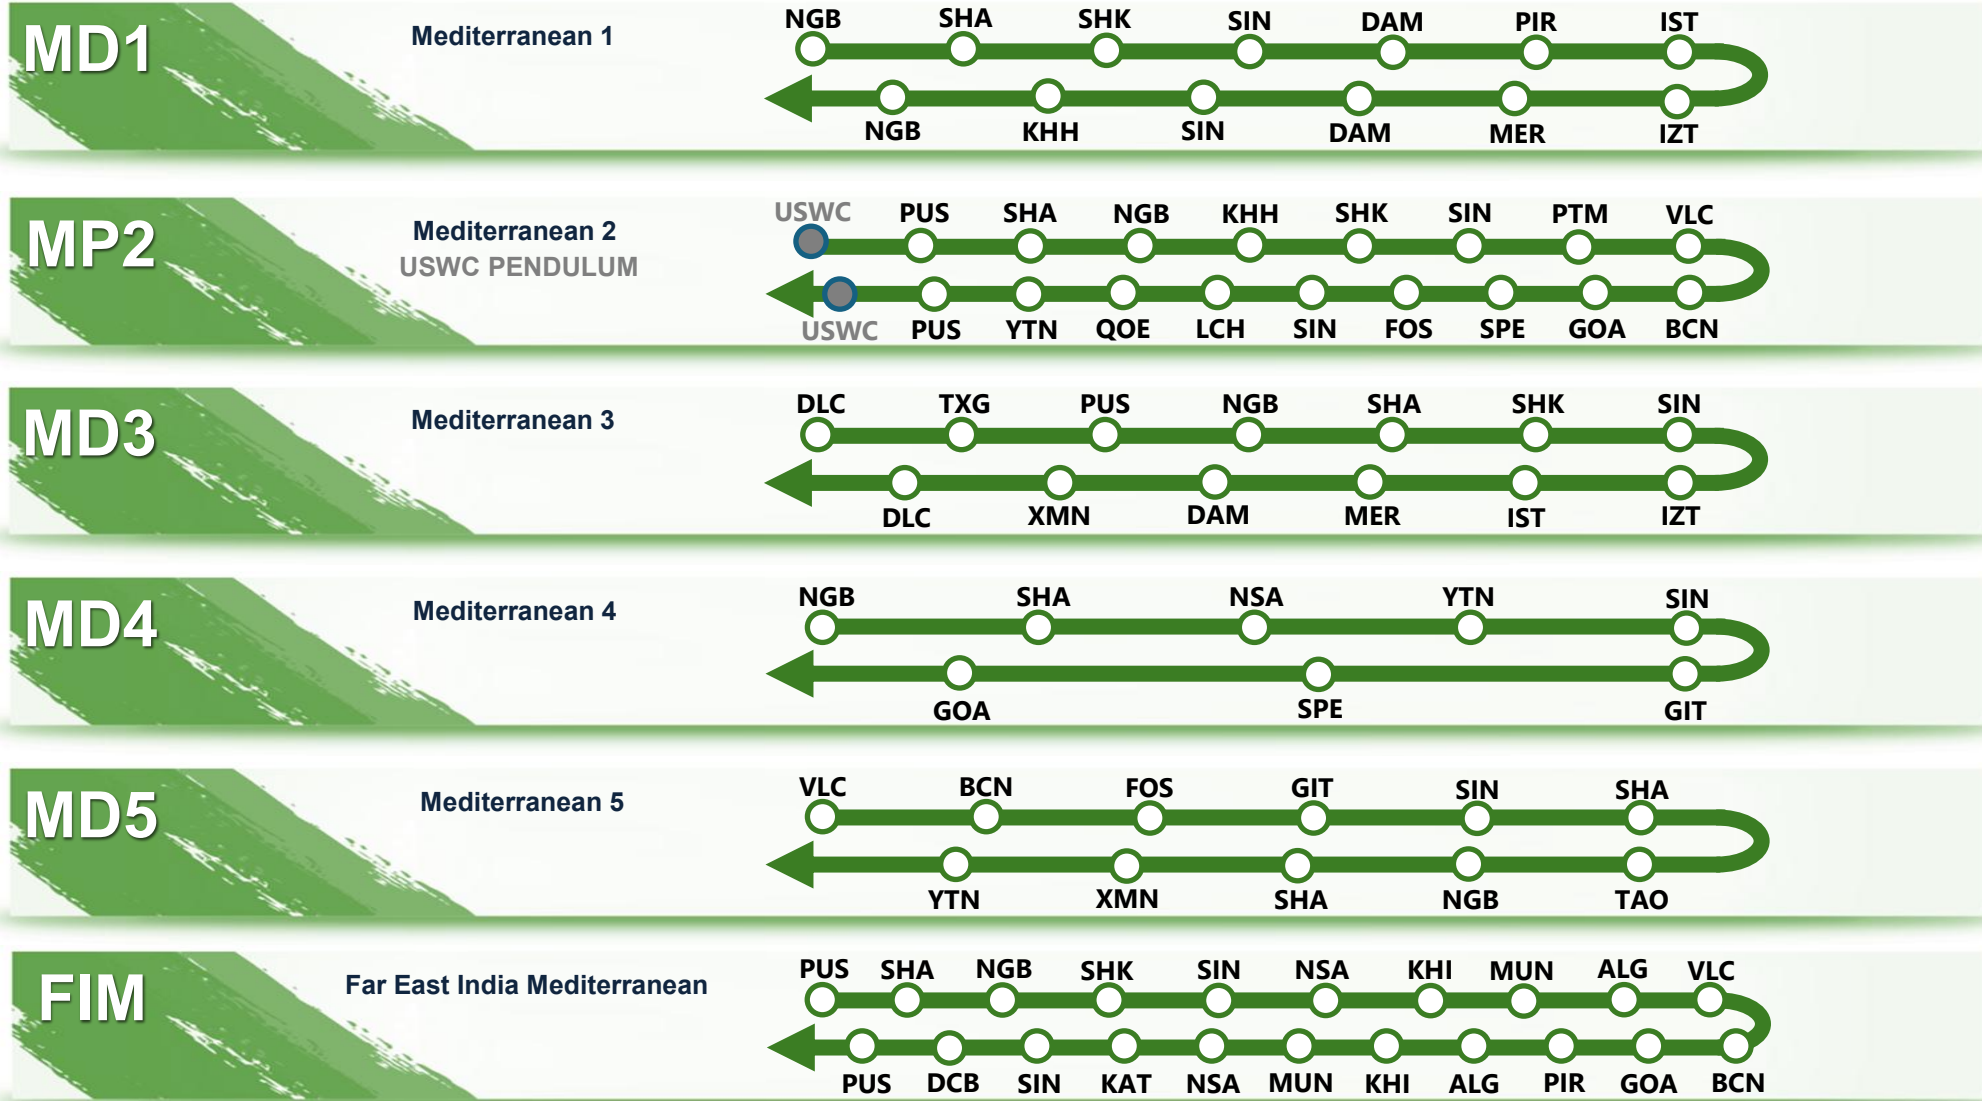 MD1
Mediterranean 1
NGB SHA SHK SIN DAM PIR IST
NGB KHH SIN DAM MER IZT
MP2
Mediterranean 2
USWC PENDULUM
USWC PUS SHA NGB KHH SHK SIN PTM VLC
USWC PUS YTN QOE LCH SIN FOS SPE GOA BCN
MD3
Mediterranean 3
DLC TXG PUS NGB SHA SHK SIN
DLC XMN DAM MER IST IZT
MD4
Mediterranean 4
NGB SHA NSA YTN SIN
GOA SPE GIT
MD5
Mediterranean 5
VLC BCN FOS GIT SIN SHA
YTN XMN SHA NGB TAO
FIM
Far East India Mediterranean
PUS SHA NGB SHK SIN NSA KHI MUN ALG VLC
PUS DCB SIN KAT NSA MUN KHI ALG PIR GOA BCN